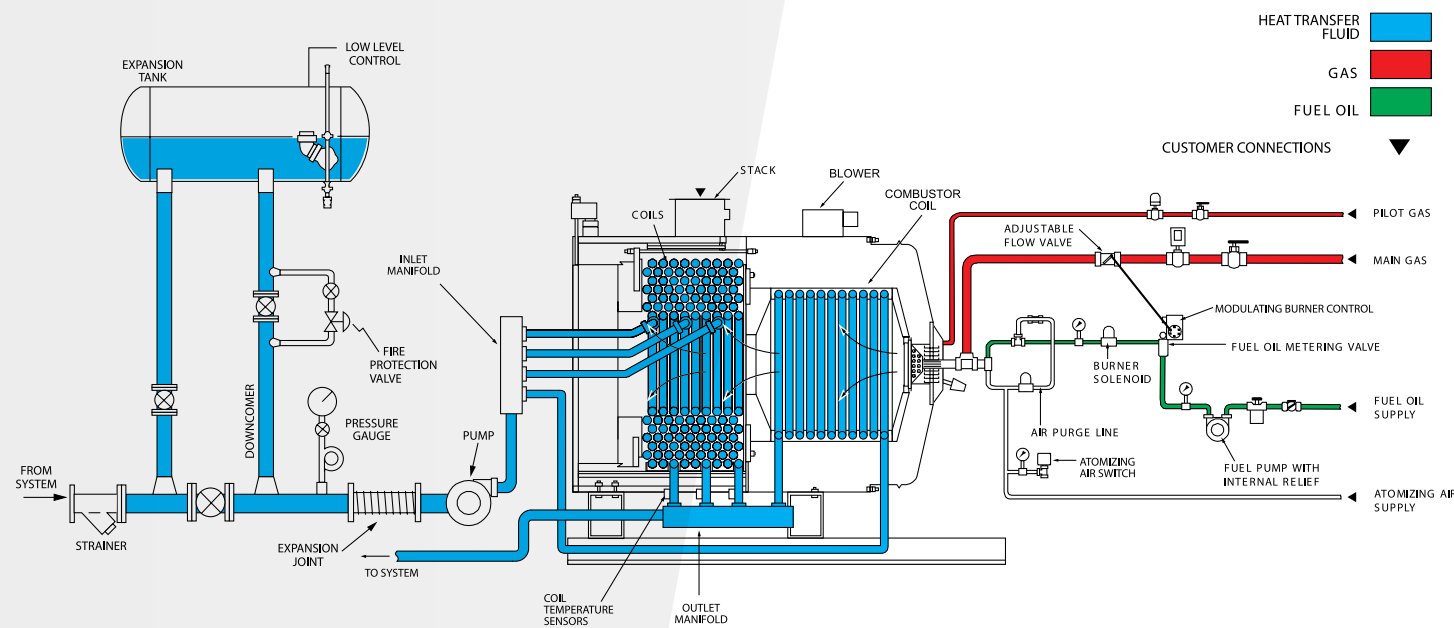 HEAT TRANSFER
FLUID
GAS
FUEL OIL
CUSTOMER CONNECTIONS
LOW LEVEL
CONTROL
EXPANSION
TANK
STACK
BLOWER
COMBUSTOR
COIL
COILS
PILOT GAS
ADJUSTABLE
FLOW VALVE
MAIN GAS
INLET
MANIFOLD
MODULATING BURNER CONTROL
FUEL OIL METERING VALVE
FIRE
PROTECTION
VALVE
BURNER
SOLENOID
DOWNCOMER
PRESSURE
GAUGE
FUEL OIL
SUPPLY
PUMP
AIR PURGE LINE
ATOMIZING
AIR SWITCH
FUEL PUMP WITH
INTERNAL RELIEF
FROM
SYSTEM
ATOMIZING AIR
SUPPLY
STRAINER
EXPANSION
JOINT
TO SYSTEM
COIL
TEMPERATURE
SENSORS
OUTLET
MANIFOLD